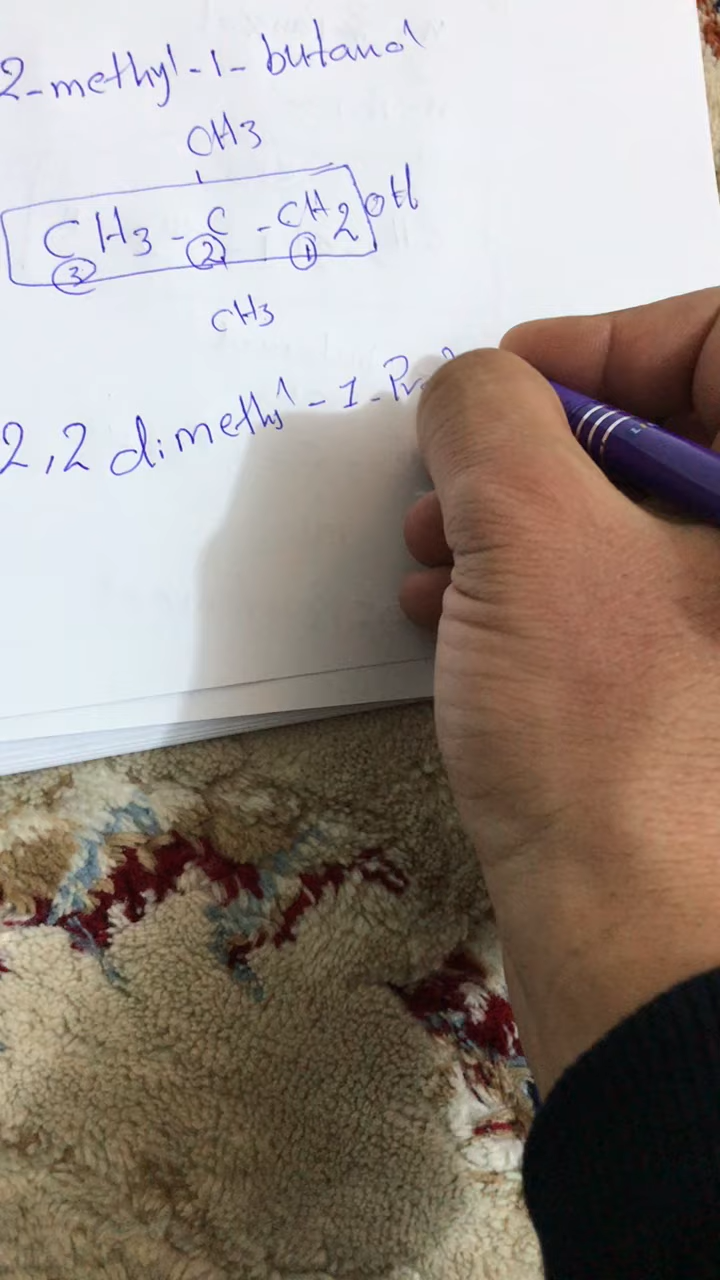 2-methyl-1-butanol
CH3
CH3-C-CH2OH
3 2 1
CH3
2,2 dimethyl-1-Pr